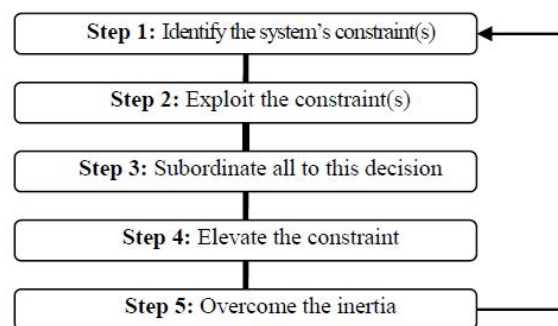 Step 1: Identify the system's constraint(s)
Step 2: Exploit the constraint(s)
Step 3: Subordinate all to this decision
Step 4: Elevate the constraint
Step 5: Overcome the inertia